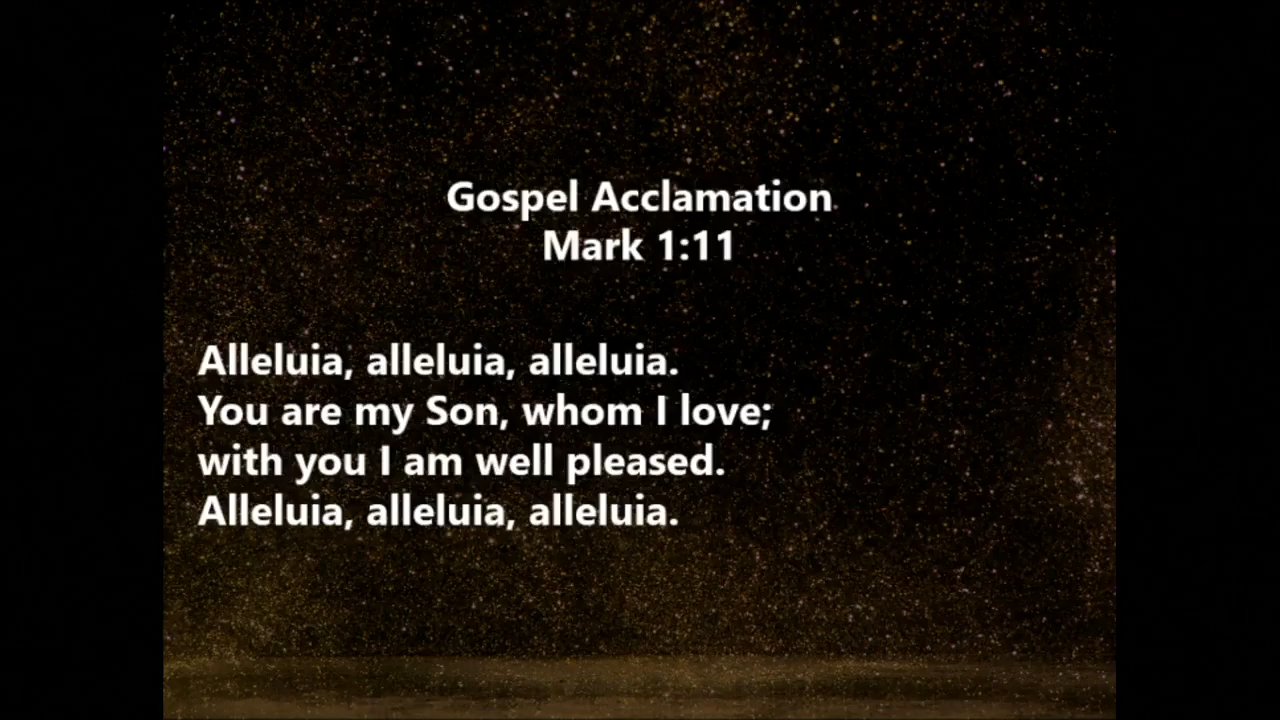 Gospel Acclamation
Mark 1:11
Alleluia, alleluia, alleluia.
You are my Son, whom I love;
with you I am well pleased.
Alleluia, alleluia, alleluia.